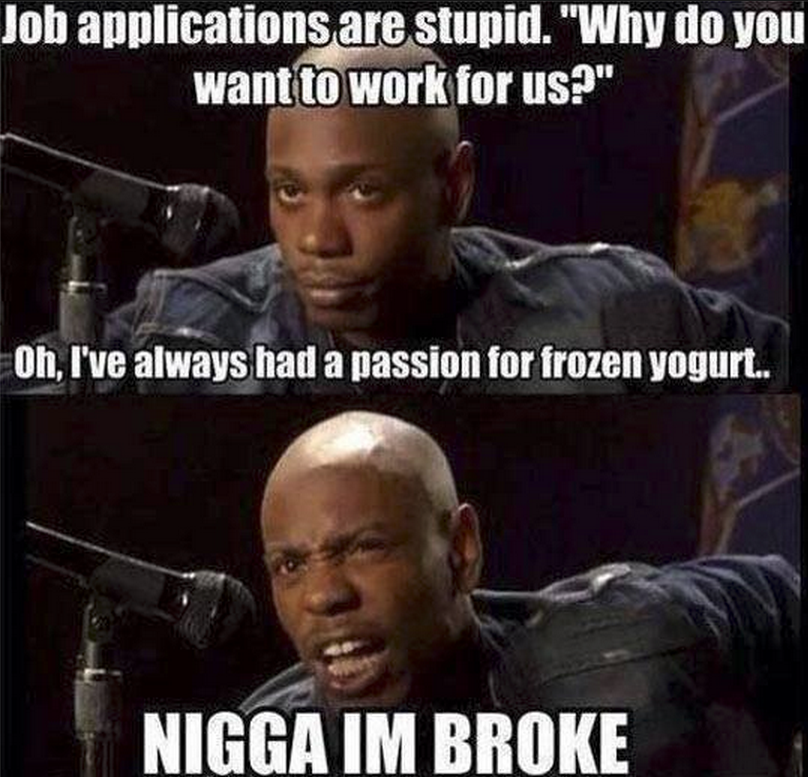 Job applications are stupid. "Why do you
want to work for us?"
Oh, I've always had a passion for frozen yogurt..
NIGGA IM BROKE